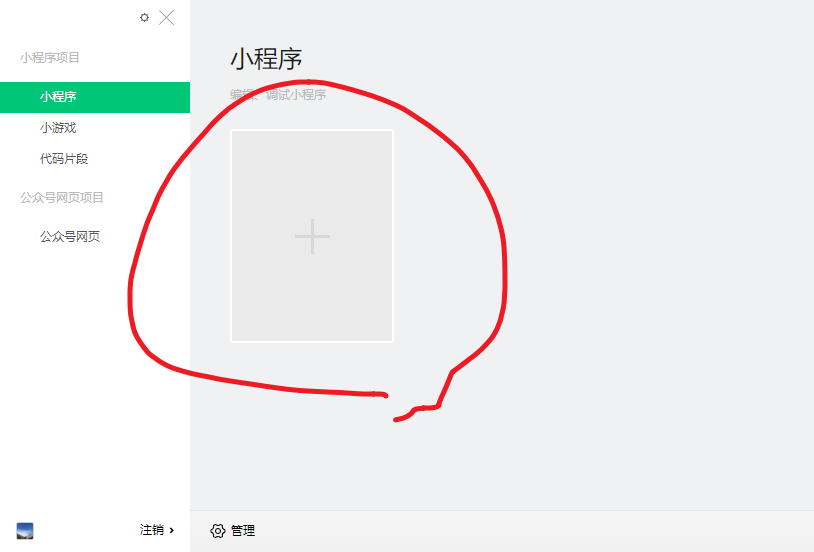 小程序项目
小程序
小游戏
代码片段
公众号网页项目
公众号网页
注销
小程序
编辑、调试小程序
管理